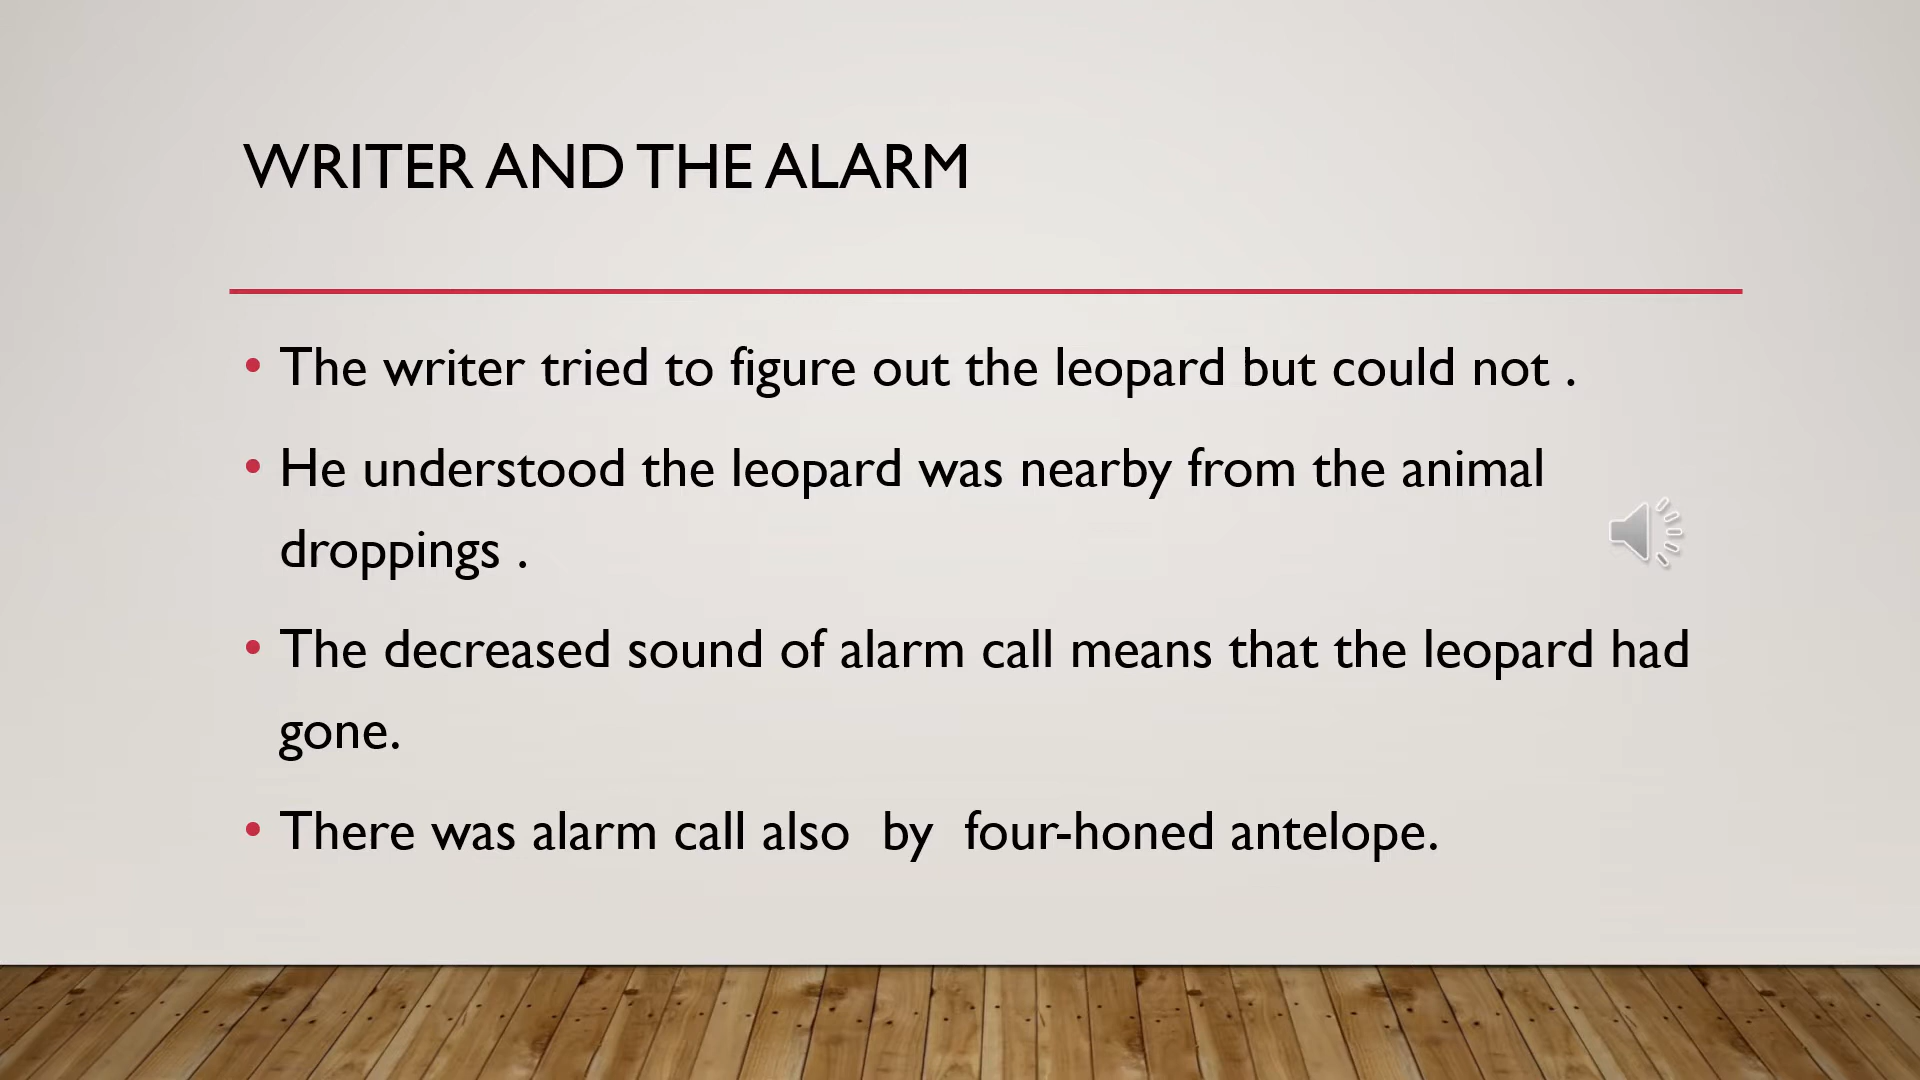 WRITER AND THE ALARM
• The writer tried to figure out the leopard but could not .
• He understood the leopard was nearby from the animal
droppings .
• The decreased sound of alarm call means that the leopard had
gone.
• There was alarm call also  by  four-honed antelope.